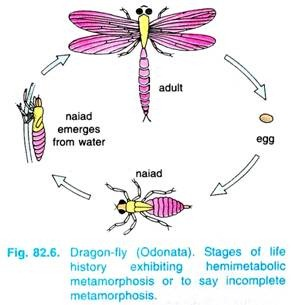 adult
naiad
emerges
from water
egg
naiad
Fig. 82.6. Dragon-fly (Odonata). Stages of life
history exhibiting hemimetabolic
metamorphosis or to say incomplete
metamorphosis.